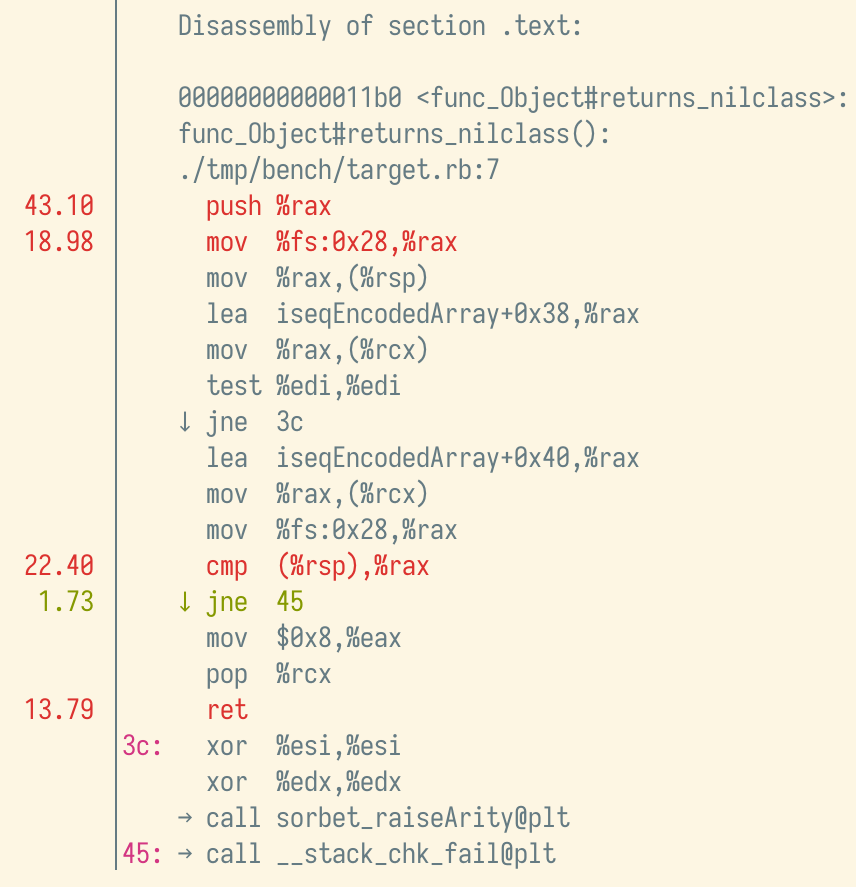 Disassembly of section .text:
00000000000011b0 <func_Object#returns_nilclass>:
func_Object#returns_nilclass():
./tmp/bench/target.rb:7
43.10 push %rax
18.98 mov %fs:0x28,%rax
mov %rax,(%rsp)
lea iseqEncodedArray+0x38,%rax
mov %rax,(%rcx)
test %edi,%edi
↓ jne 3c
lea iseqEncodedArray+0x40,%rax
mov %rax,(%rcx)
mov %fs:0x28,%rax
22.40 cmp (%rsp),%rax
1.73 ↓ jne 45
mov $0x8,%eax
pop %rcx
13.79 ret
3c: xor %esi,%esi
xor %edx,%edx
→ call sorbet_raiseArity@plt
45: → call __stack_chk_fail@plt